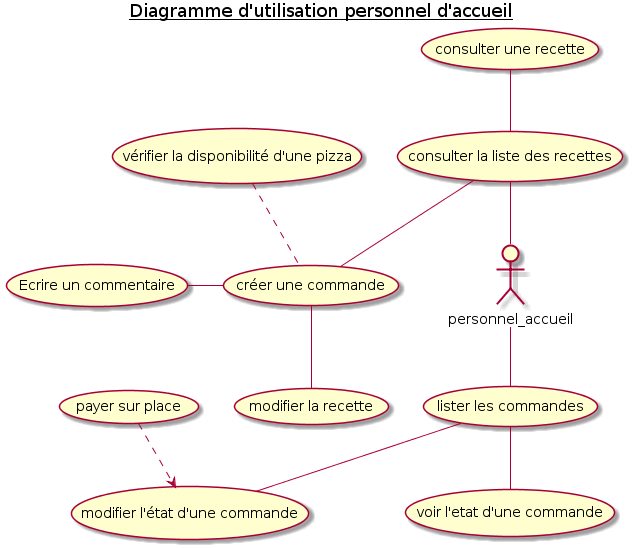 Diagramme d'utilisation personnel d'accueil
consulter une recette
vérifier la disponibilité d'une pizza
consulter la liste des recettes
Ecrire un commentaire
créer une commande
personnel_accueil
payer sur place
modifier la recette
lister les commandes
modifier l'état d'une commande
voir l'etat d'une commande